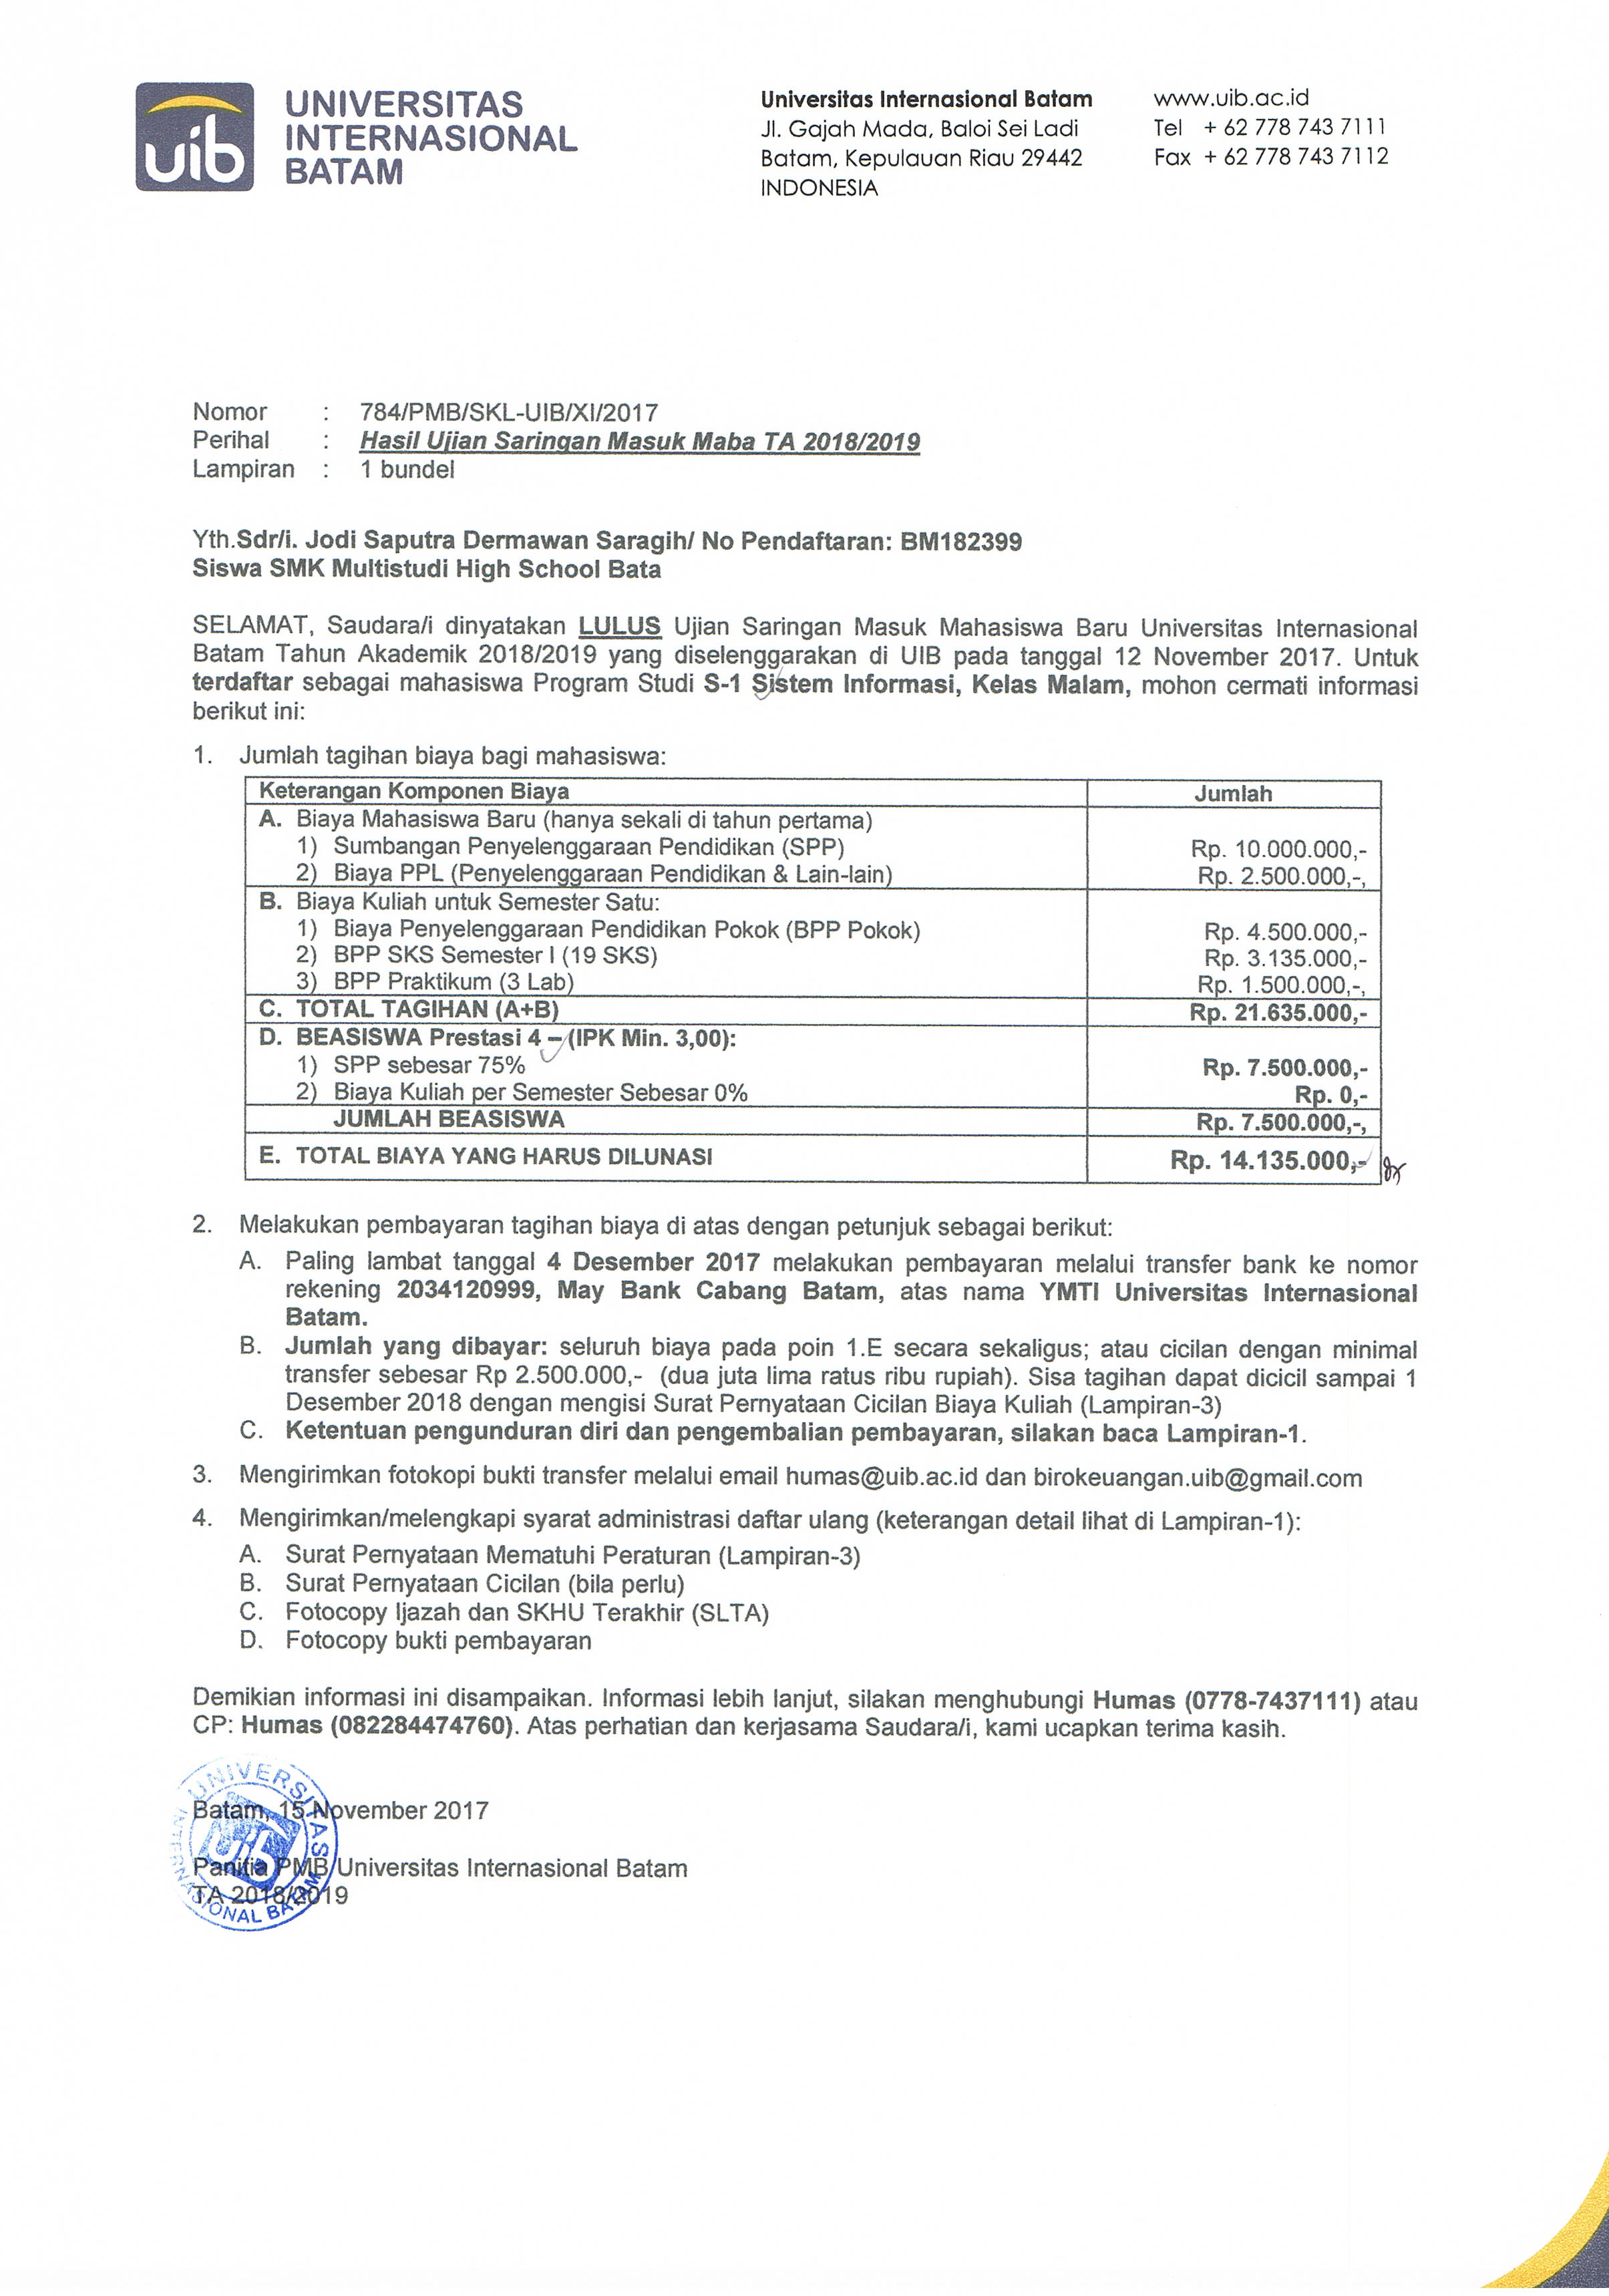 uib
UNIVERSITAS
INTERNASIONAL
BATAM
Universitas Internasional Batam
Jl. Gajah Mada, Baloi Sei Ladi
Batam, Kepulauan Riau 29442
INDONESIA
www.uib.ac.id
Tel + 62 778 743 7111
Fax + 62 778 743 7112
Nomor : 784/PMB/SKL-UIB/XI/2017
Perihal : Hasil Ujian Saringan Masuk Maba TA 2018/2019
Lampiran : 1 bundel
Yth.Sdr/i. Jodi Saputra Dermawan Saragih/ No Pendaftaran: BM182399
Siswa SMK Multistudi High School Bata
SELAMAT, Saudara/i dinyatakan LULUS Ujian Saringan Masuk Mahasiswa Baru Universitas Internasional
Batam Tahun Akademik 2018/2019 yang diselenggarakan di UIB pada tanggal 12 November 2017. Untuk
terdaftar sebagai mahasiswa Program Studi S-1 Sistem Informasi, Kelas Malam, mohon cermati informasi
berikut ini:
1. Jumlah tagihan biaya bagi mahasiswa:
Keterangan Komponen Biaya Jumlah
A. Biaya Mahasiswa Baru (hanya sekali di tahun pertama)
1) Sumbangan Penyelenggaraan Pendidikan (SPP) Rp. 10.000.000,-
2) Biaya PPL (Penyelenggaraan Pendidikan & Lain-lain) Rp. 2.500.000,-,
B. Biaya Kuliah untuk Semester Satu:
1) Biaya Penyelenggaraan Pendidikan Pokok (BPP Pokok) Rp. 4.500.000,-
2) BPP SKS Semester I (19 SKS) Rp. 3.135.000,-
3) BPP Praktikum (3 Lab) Rp. 1.500.000,-,
C. TOTAL TAGIHAN (A+B) Rp. 21.635.000,-
D. BEASISWA Prestasi 4 – (IPK Min. 3,00):
1) SPP sebesar 75% Rp. 7.500.000,-
2) Biaya Kuliah per Semester Sebesar 0% Rp. 0,-
JUMLAH BEASISWA Rp. 7.500.000,-,
E. TOTAL BIAYA YANG HARUS DILUNASI Rp. 14.135.000,-
2. Melakukan pembayaran tagihan biaya di atas dengan petunjuk sebagai berikut:
A. Paling lambat tanggal 4 Desember 2017 melakukan pembayaran melalui transfer bank ke nomor
rekening 2034120999, May Bank Cabang Batam, atas nama YMTI Universitas Internasional
Batam.
B. Jumlah yang dibayar: seluruh biaya pada poin 1.E secara sekaligus; atau cicilan dengan minimal
transfer sebesar Rp 2.500.000,- (dua juta lima ratus ribu rupiah). Sisa tagihan dapat dicicil sampai 1
Desember 2018 dengan mengisi Surat Pernyataan Cicilan Biaya Kuliah (Lampiran-3)
C. Ketentuan pengunduran diri dan pengembalian pembayaran, silakan baca Lampiran-1.
3. Mengirimkan fotokopi bukti transfer melalui email humas@uib.ac.id dan birokeuangan.uib@gmail.com
4. Mengirimkan/melengkapi syarat administrasi daftar ulang (keterangan detail lihat di Lampiran-1):
A. Surat Pernyataan Mematuhi Peraturan (Lampiran-3)
B. Surat Pernyataan Cicilan (bila perlu)
C. Fotocopy Ijazah dan SKHU Terakhir (SLTA)
D. Fotocopy bukti pembayaran
Demikian informasi ini disampaikan. Informasi lebih lanjut, silakan menghubungi Humas (0778-7437111) atau
CP: Humas (082284474760). Atas perhatian dan kerjasama Saudara/i, kami ucapkan terima kasih.
Batam, 15 November 2017
Panitia PMB Universitas Internasional Batam
TA 2018/2019
UNIVERSITAS
INTERNASIONAL BATAM
uib